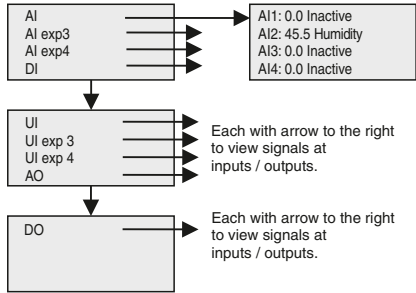 AI
AI exp3
AI exp4
DI
AI1: 0.0 Inactive
AI2: 45.5 Humidity
AI3: 0.0 Inactive
AI4: 0.0 Inactive
UI
UI exp 3
UI exp 4
AO
Each with arrow to the right
to view signals at
inputs / outputs.
DO
Each with arrow to the right
to view signals at
inputs / outputs.